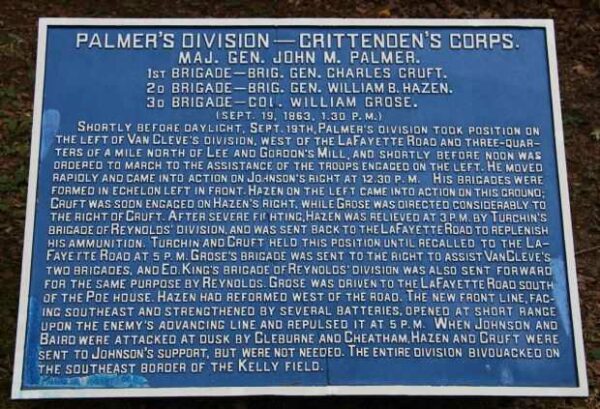 PALMER'S DIVISION — CRITTENDEN'S CORPS.
MAJ. GEN. JOHN M. PALMER.
1ST BRIGADE—BRIG. GEN. CHARLES CRUFT.
2D BRIGADE—BRIG. GEN. WILLIAM B. HAZEN.
3D BRIGADE—COL. WILLIAM GROSE.
(SEPT. 19, 1863, 1.30 P.M.)
SHORTLY BEFORE DAYLIGHT, SEPT. 19TH, PALMER'S DIVISION TOOK POSITION ON
THE LEFT OF VAN CLEVE'S DIVISION, WEST OF THE LAFAYETTE ROAD AND THREE-QUAR-
TERS OF A MILE NORTH OF LEE AND GORDON'S MILL, AND SHORTLY BEFORE NOON WAS
ORDERED TO MARCH TO THE ASSISTANCE OF THE TROOPS ENGAGED ON THE LEFT. HE MOVED
RAPIDLY AND CAME INTO ACTION ON JOHNSON'S RIGHT AT 12:30 P.M. HIS BRIGADES WERE
FORMED IN ECHELON LEFT IN FRONT. HAZEN ON THE LEFT CAME INTO ACTION ON THIS GROUND;
CRUFT WAS SOON ENGAGED ON HAZEN'S RIGHT, WHILE GROSE WAS DIRECTED CONSIDERABLY TO
THE RIGHT OF CRUFT. AFTER SEVERE FIGHTING, HAZEN WAS RELIEVED AT 3 P.M. BY TURCHIN'S
BRIGADE OF REYNOLDS' DIVISION, AND WAS SENT BACK TO THE LAFAYETTE ROAD TO REPLENISH
HIS AMMUNITION. TURCHIN AND CRUFT HELD THIS POSITION UNTIL RECALLED TO THE LA-
FAYETTE ROAD AT 5 P.M. GROSE'S BRIGADE WAS SENT TO THE RIGHT TO ASSIST VAN CLEVE'S
TWO BRIGADES, AND ED. KING'S BRIGADE OF REYNOLDS' DIVISION WAS ALSO SENT FORWARD
FOR THE SAME PURPOSE BY REYNOLDS. GROSE WAS DRIVEN TO THE LAFAYETTE ROAD SOUTH
OF THE POE HOUSE. HAZEN HAD REFORMED WEST OF THE ROAD. THE NEW FRONT LINE, FAC-
ING SOUTHEAST AND STRENGTHENED BY SEVERAL BATTERIES, OPENED AT SHORT RANGE
UPON THE ENEMY'S ADVANCING LINE AND REPULSED IT AT 5 P.M. WHEN JOHNSON AND
BAIRD WERE ATTACKED AT DUSK BY CLEBURNE AND CHEATHAM, HAZEN AND CRUFT WERE
SENT TO JOHNSON'S SUPPORT, BUT WERE NOT NEEDED. THE ENTIRE DIVISION BIVOUACKED ON
THE SOUTHEAST BORDER OF THE KELLY FIELD.